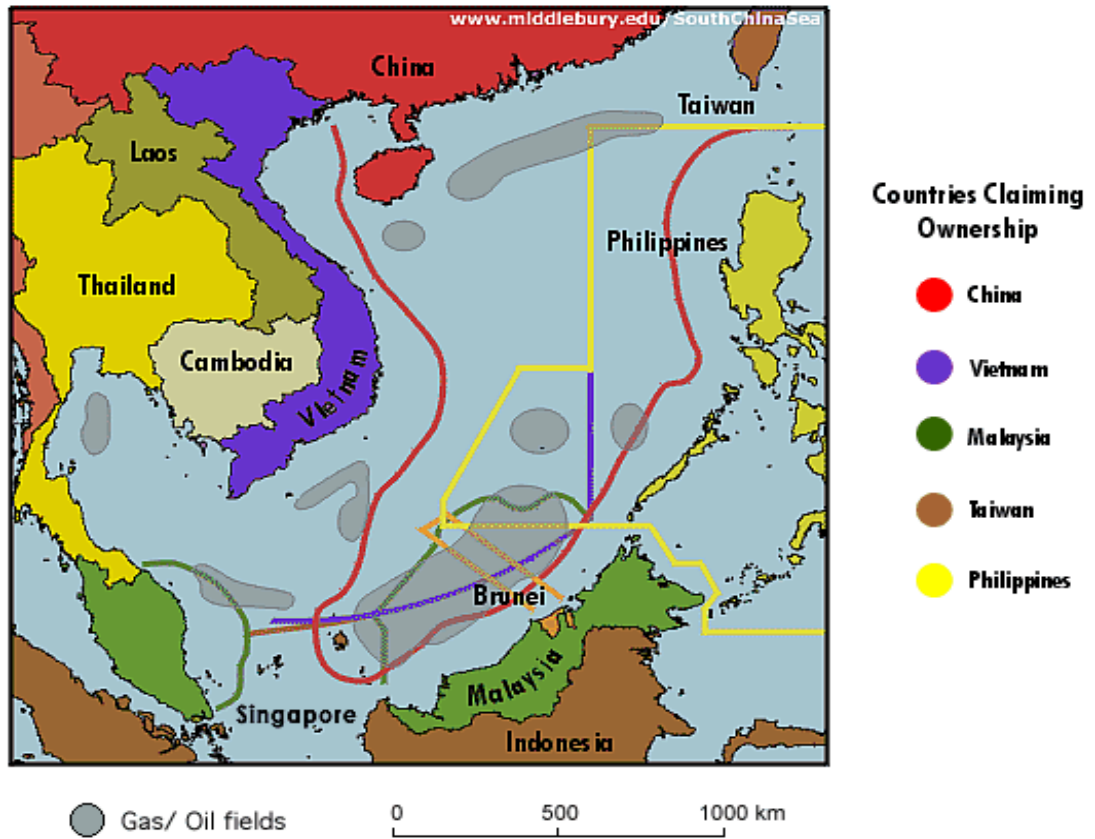 www.middlebury.edu/SouthChinaSea
China
Taiwan
Laos
Philippines
Thailand
Cambodia
Vietnam
Brunei
Malaysia
Singapore
Indonesia
Countries Claiming
Ownership
China
Vietnam
Malaysia
Taiwan
Philippines
Gas/ Oil fields
0 500 1000 km